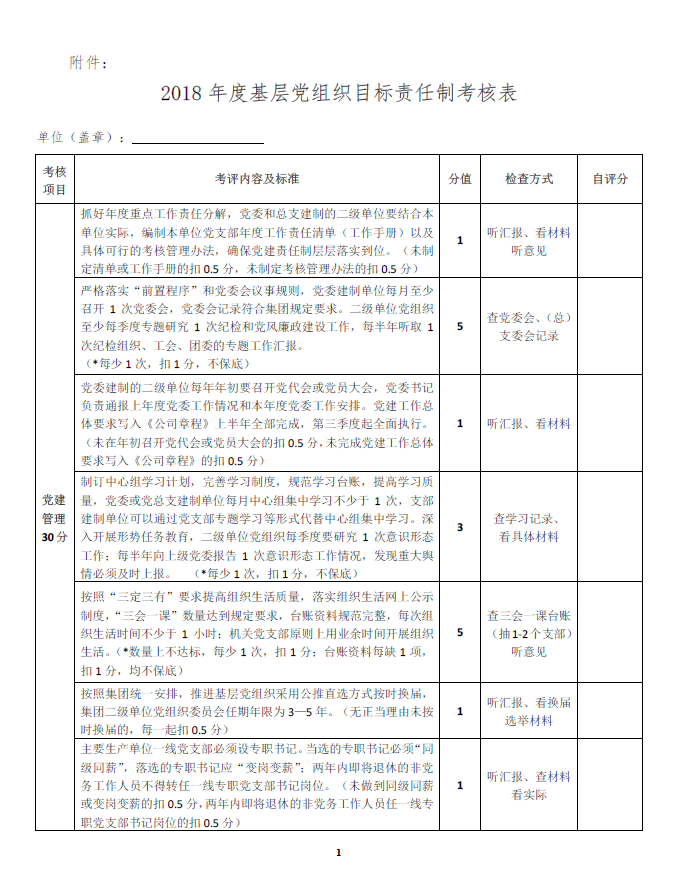 附件：
2018 年度基层党组织目标责任制考核表
单位（盖章）：
考核
项目
考评内容及标准
分值
检查方式
自评分
党建
管理
30 分
抓好年度重点工作责任分解，党委和总支建制的二级单位要结合本
单位实际，编制本单位党支部年度工作责任清单（工作手册）以及
具体可行的考核管理办法，确保党建责任制层层落实到位。（未制
定清单或工作手册的扣 0.5 分，未制定考核管理办法的扣 0.5 分）
1
听汇报、看材料
听意见
严格落实“前置程序”和党委会议事规则，党委建制单位每月至少
召开 1 次党委会，党委会记录符合集团规定要求。二级单位党组织
至少每季度专题研究 1 次纪检和党风廉政建设工作，每半年听取 1
次纪检组织、工会、团委的专题工作汇报。
（*每少 1 次，扣 1 分，不保底）
5
查党委会、（总）
支委会记录
党委建制的二级单位每年年初要召开党代会或党员大会，党委书记
负责通报上年度党委工作情况和本年度党委工作安排。党建工作总
体要求写入《公司章程》上半年全部完成，第三季度起全面执行。
（未在年初召开党代会或党员大会的扣 0.5 分，未完成党建工作总体
要求写入《公司章程》的扣 0.5 分）
1
听汇报、看材料
制订中心组学习计划，完善学习制度，规范学习台账，提高学习质
量，党委或党总支建制单位每月中心组集中学习不少于 1 次，支部
建制单位可以通过党支部专题学习等形式代替中心组集中学习。深
入开展形势任务教育，二级单位党组织每季度要研究 1 次意识形态
工作；每半年向上级党委报告 1 次意识形态工作情况，发现重大舆
情必须及时上报。 （*每少 1 次，扣 1 分，不保底）
3
查学习记录、
看具体材料
按照“三定三有”要求提高组织生活质量，落实组织生活网上公示
制度，“三会一课”数量达到规定要求，台账资料规范完整，每次组
织生活时间不少于 1 小时；机关党支部原则上用业余时间开展组织
生活。（*数量上不达标，每少 1 次，扣 1 分；台账资料每缺 1 项，
扣 1 分，均不保底）
5
查三会一课台账
（抽 1-2 个支部）
听意见
按照集团统一安排，推进基层党组织采用公推直选方式按时换届，
集团二级单位党组织委员会任期年限为 3—5 年。（无正当理由未按
时换届的，每一起扣 0.5 分）
1
听汇报、看换届
选举材料
主要生产单位一线党支部必须设专职书记。当选的专职书记必须“同
级同薪”，落选的专职书记应“变岗变薪”；两年内即将退休的非党
务工作人员不得转任一线专职党支部书记岗位。（未做到同级同薪
或变岗变薪的扣 0.5 分，两年内即将退休的非党务工作人员任一线专
职党支部书记岗位的扣 0.5 分）
1
听汇报、查材料
看实际
1